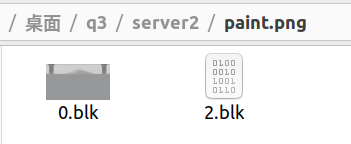 / 桌面 / q3 / server2 / paint.png
0100
0010
1001
0110
0.blk 2.blk